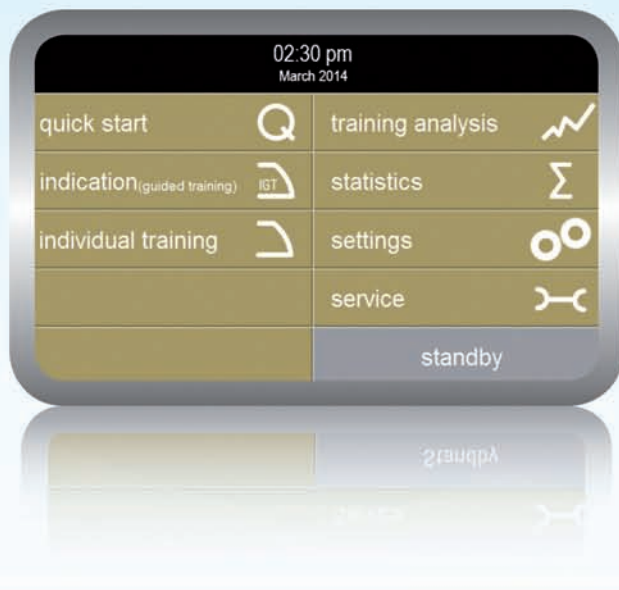 02:30 pm
March 2014
quick start Q
training analysis
indication(guided training) IGT
statistics Σ
individual training
settings
service
standby
Standby